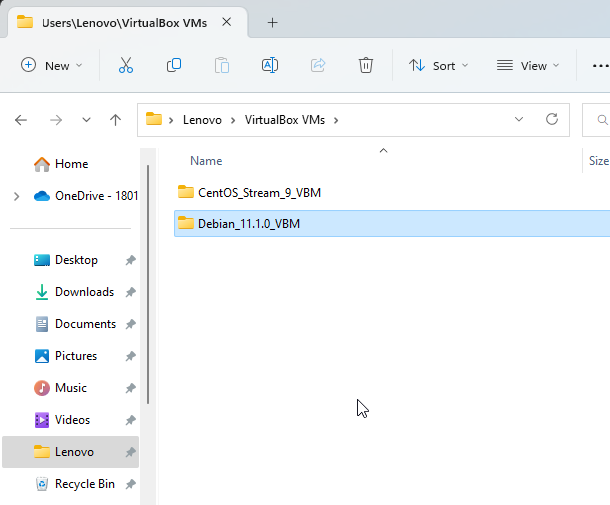 Users\Lenovo\VirtualBox VMs
New
Sort
View
Lenovo > VirtualBox VMs >
Name
Size
Home
CentOS_Stream_9_VBM
OneDrive - 1801
Debian_11.1.0_VBM
Desktop
Downloads
Documents
Pictures
Music
Videos
Lenovo
Recycle Bin